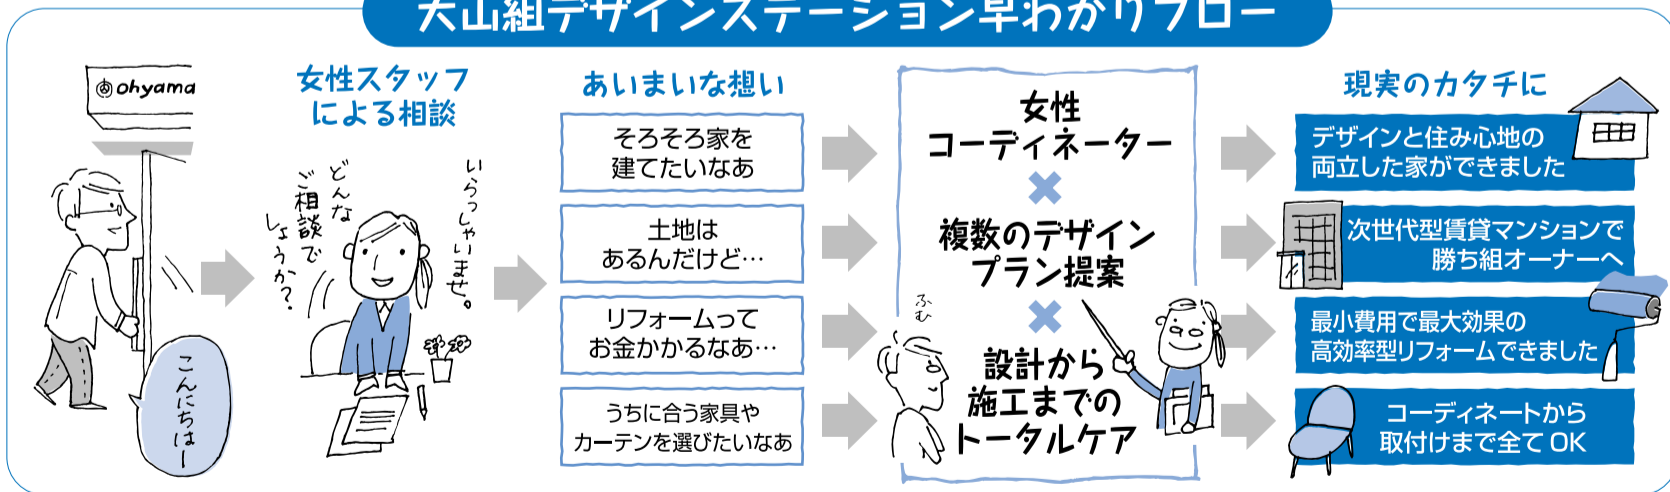 大山組デザインステーション早わかりフロー
ohyama
こんにちはー
女性スタッフ
による相談
いらっしゃいませ。
どんな
ご相談で
しょうか？
あいまいな想い
そろそろ家を
建てたいなあ
土地は
あるんだけど…
リフォームって
お金かかるなあ…
うちに合う家具や
カーテンを選びたいなあ
女性
コーディネーター
×
複数のデザイン
プラン提案
×
設計から
施工までの
トータルケア
ふむ
現実のカタチに
デザインと住み心地の
両立した家ができました
次世代型賃貸マンションで
勝ち組オーナーへ
最小費用で最大効果の
高効率型リフォームできました
コーディネートから
取付けまで全てOK